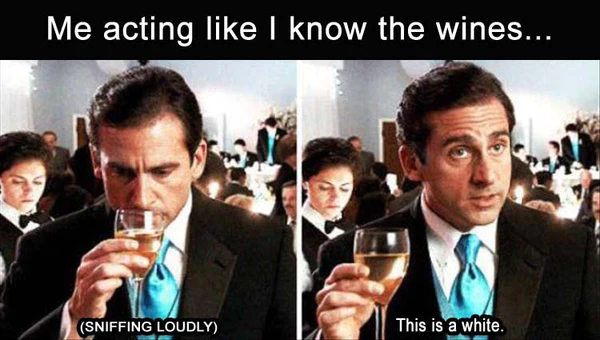 Me acting like I know the wines...
(SNIFFING LOUDLY)
This is a white.